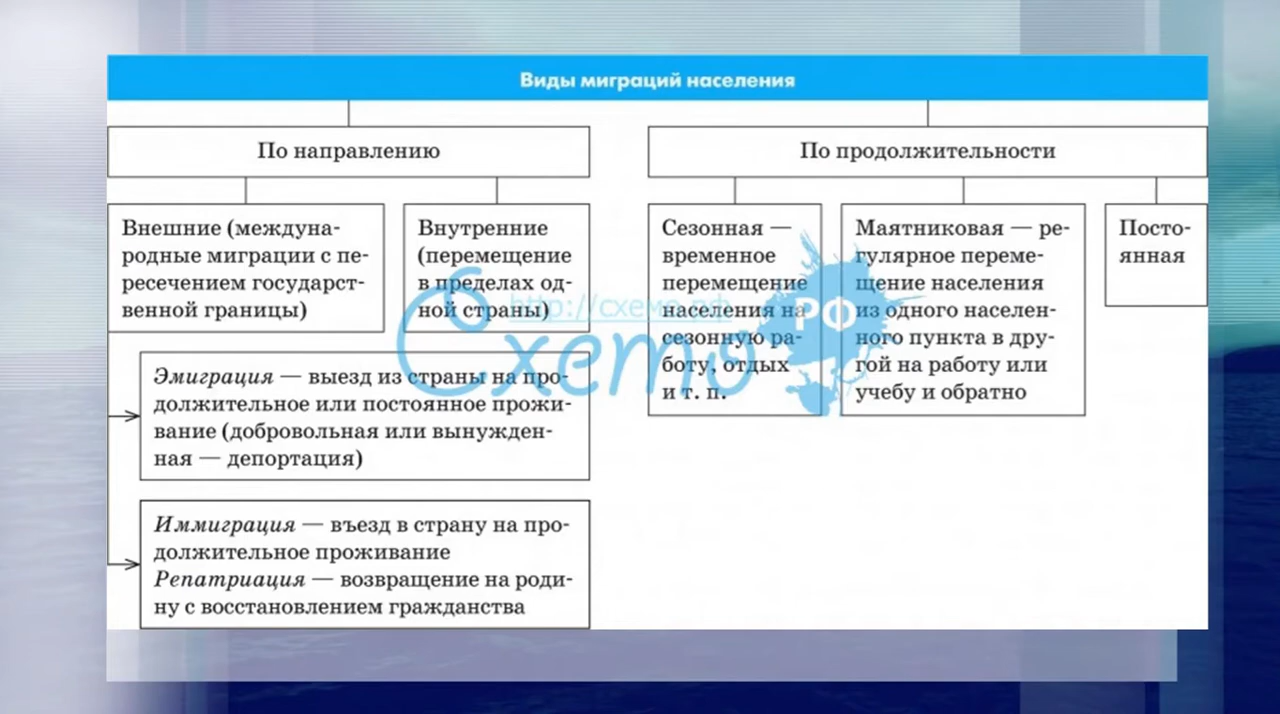 Виды миграций населения
По направлению
По продолжительности
Внешние (междуна-
родные миграции с пе-
ресечением государст-
венной границы)
Внутренние
(перемещение
в пределах од-
ной страны)
Сезонная —
временное
перемещение
населения на
сезонную ра-
боту, отдых
и т. п.
Маятниковая — ре-
гулярное переме-
щение населения
из одного населен-
ного пункта в дру-
гой на работу или
учебу и обратно
Посто-
янная
Эмиграция — выезд из страны на про-
должительное или постоянное прожи-
вание (добровольная или вынужден-
ная — депортация)
Иммиграция — въезд в страну на про-
должительное проживание
Репатриация — возвращение на роди-
ну с восстановлением гражданства
http://схемо.рф
Схемо
РФ